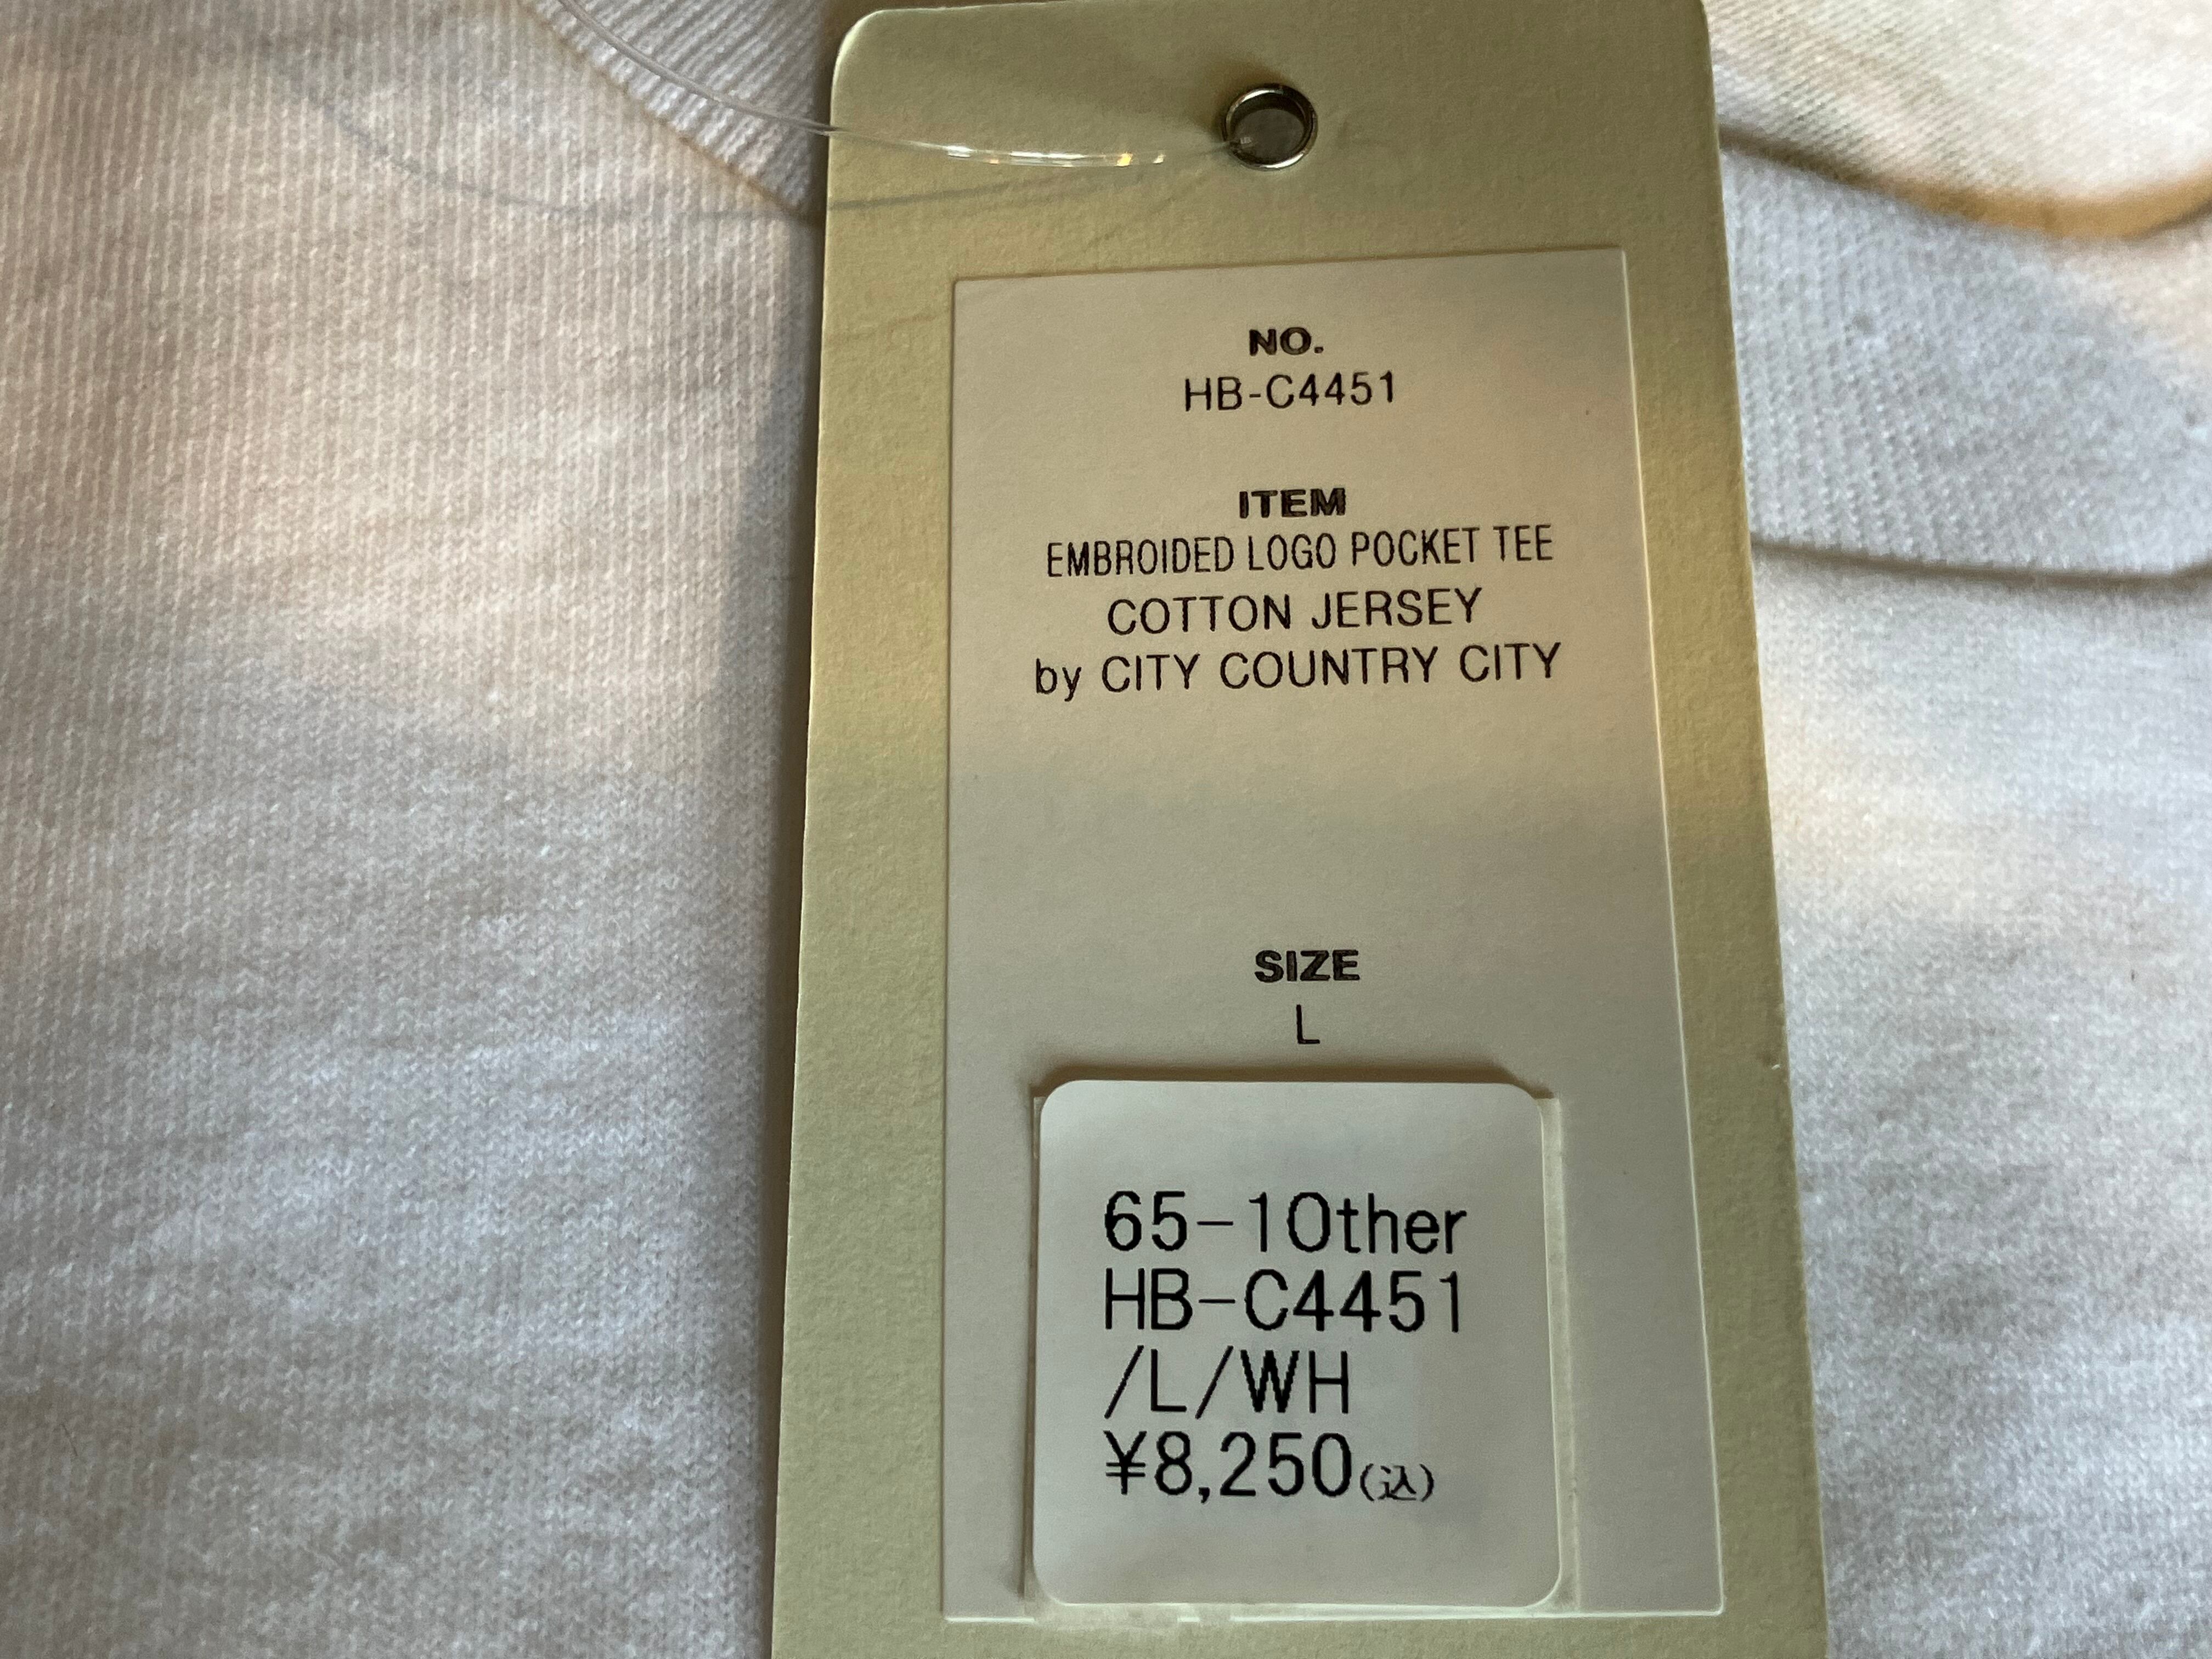 NO.
HB-C4451
ITEM
EMBROIDED LOGO POCKET TEE
COTTON JERSEY
by CITY COUNTRY CITY
SIZE
L
65-1Other
HB-C4451
/L/WH
¥8,250(込)